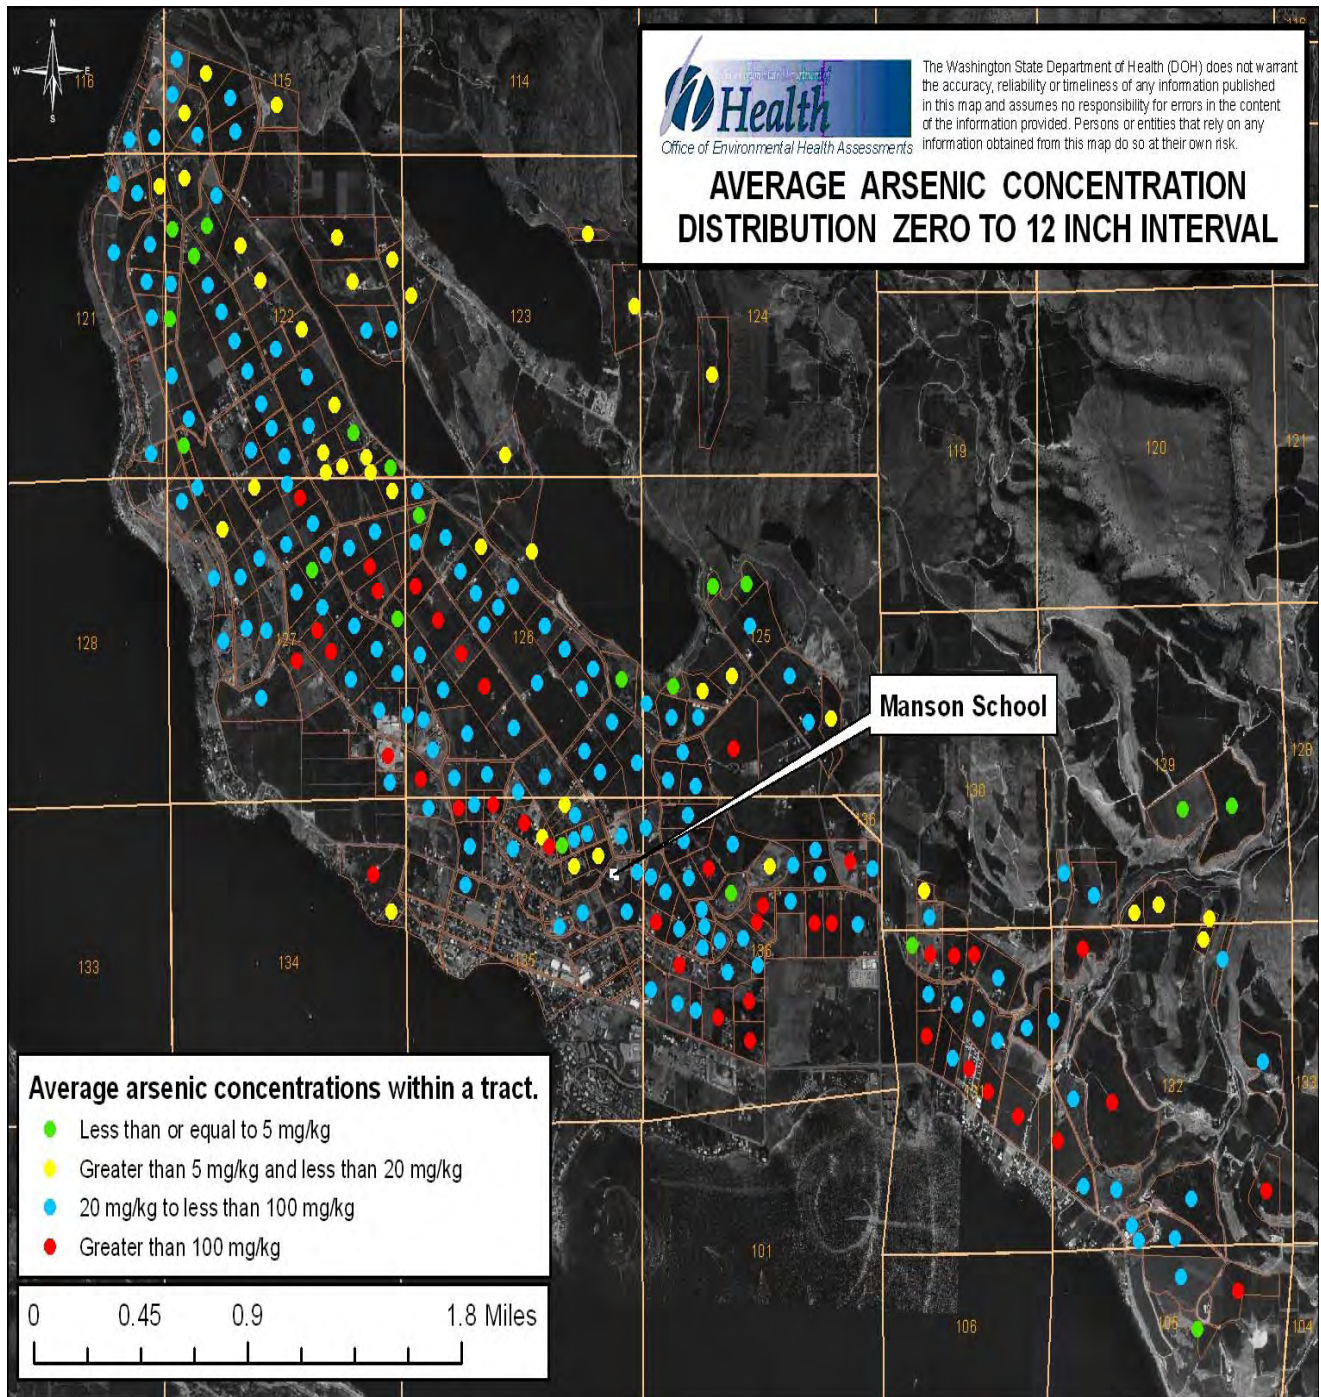 N
W E
S
116
115
114
118
Health
Office of Environmental Health Assessments
The Washington State Department of Health (DOH) does not warrant
the accuracy, reliability or timeliness of any information published
in this map and assumes no responsibility for errors in the content
of the information provided. Persons or entities that rely on any
information obtained from this map do so at their own risk.
AVERAGE ARSENIC CONCENTRATION
DISTRIBUTION ZERO TO 12 INCH INTERVAL
121
122
123
124
119
120
121
128
127
126
125
Manson School
130
129
128
133
134
135
136
136
131
132
133
101
106
105
104
Average arsenic concentrations within a tract.
Less than or equal to 5 mg/kg
Greater than 5 mg/kg and less than 20 mg/kg
20 mg/kg to less than 100 mg/kg
Greater than 100 mg/kg
0 0.45 0.9 1.8 Miles